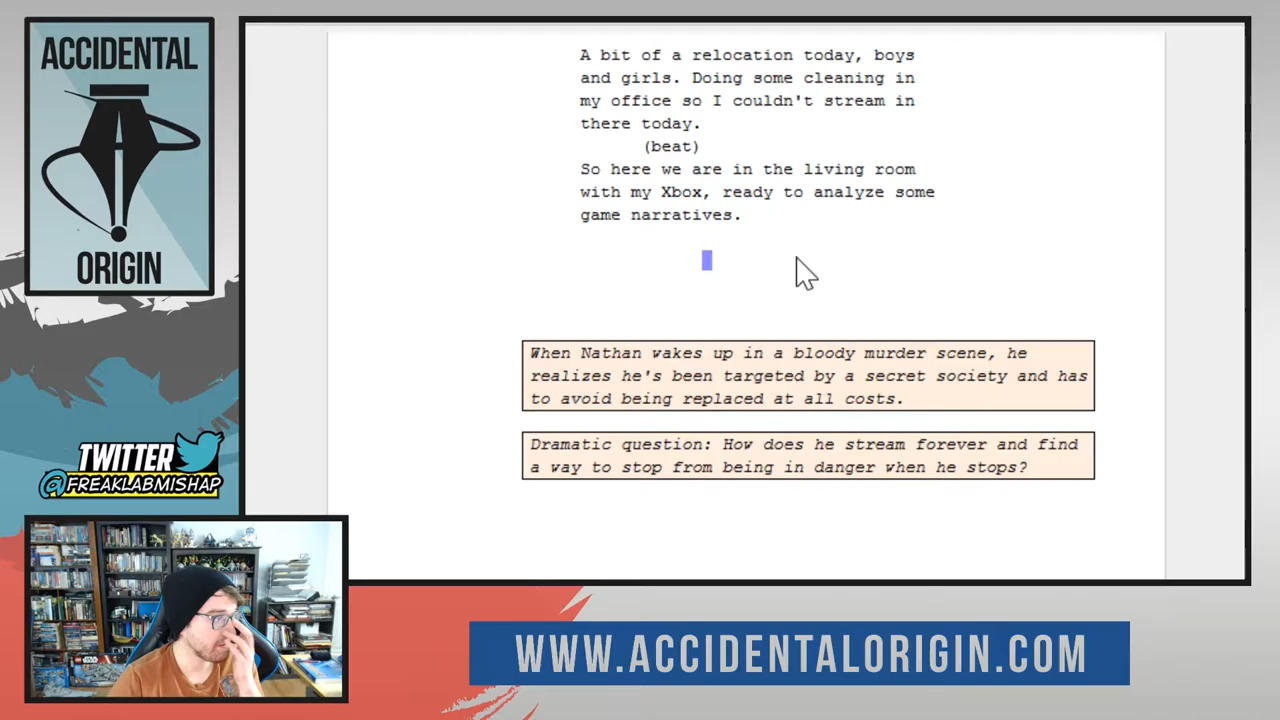 ACCIDENTAL
ORIGIN
A bit of a relocation today, boys
and girls. Doing some cleaning in
my office so I couldn't stream in
there today.
(beat)
So here we are in the living room
with my Xbox, ready to analyze some
game narratives.
When Nathan wakes up in a bloody murder scene, he
realizes he's been targeted by a secret society and has
to avoid being replaced at all costs.
Dramatic question: How does he stream forever and find
a way to stop from being in danger when he stops?
TWITTER
@FREAKLABMISHAP
WWW.ACCIDENTALORIGIN.COM